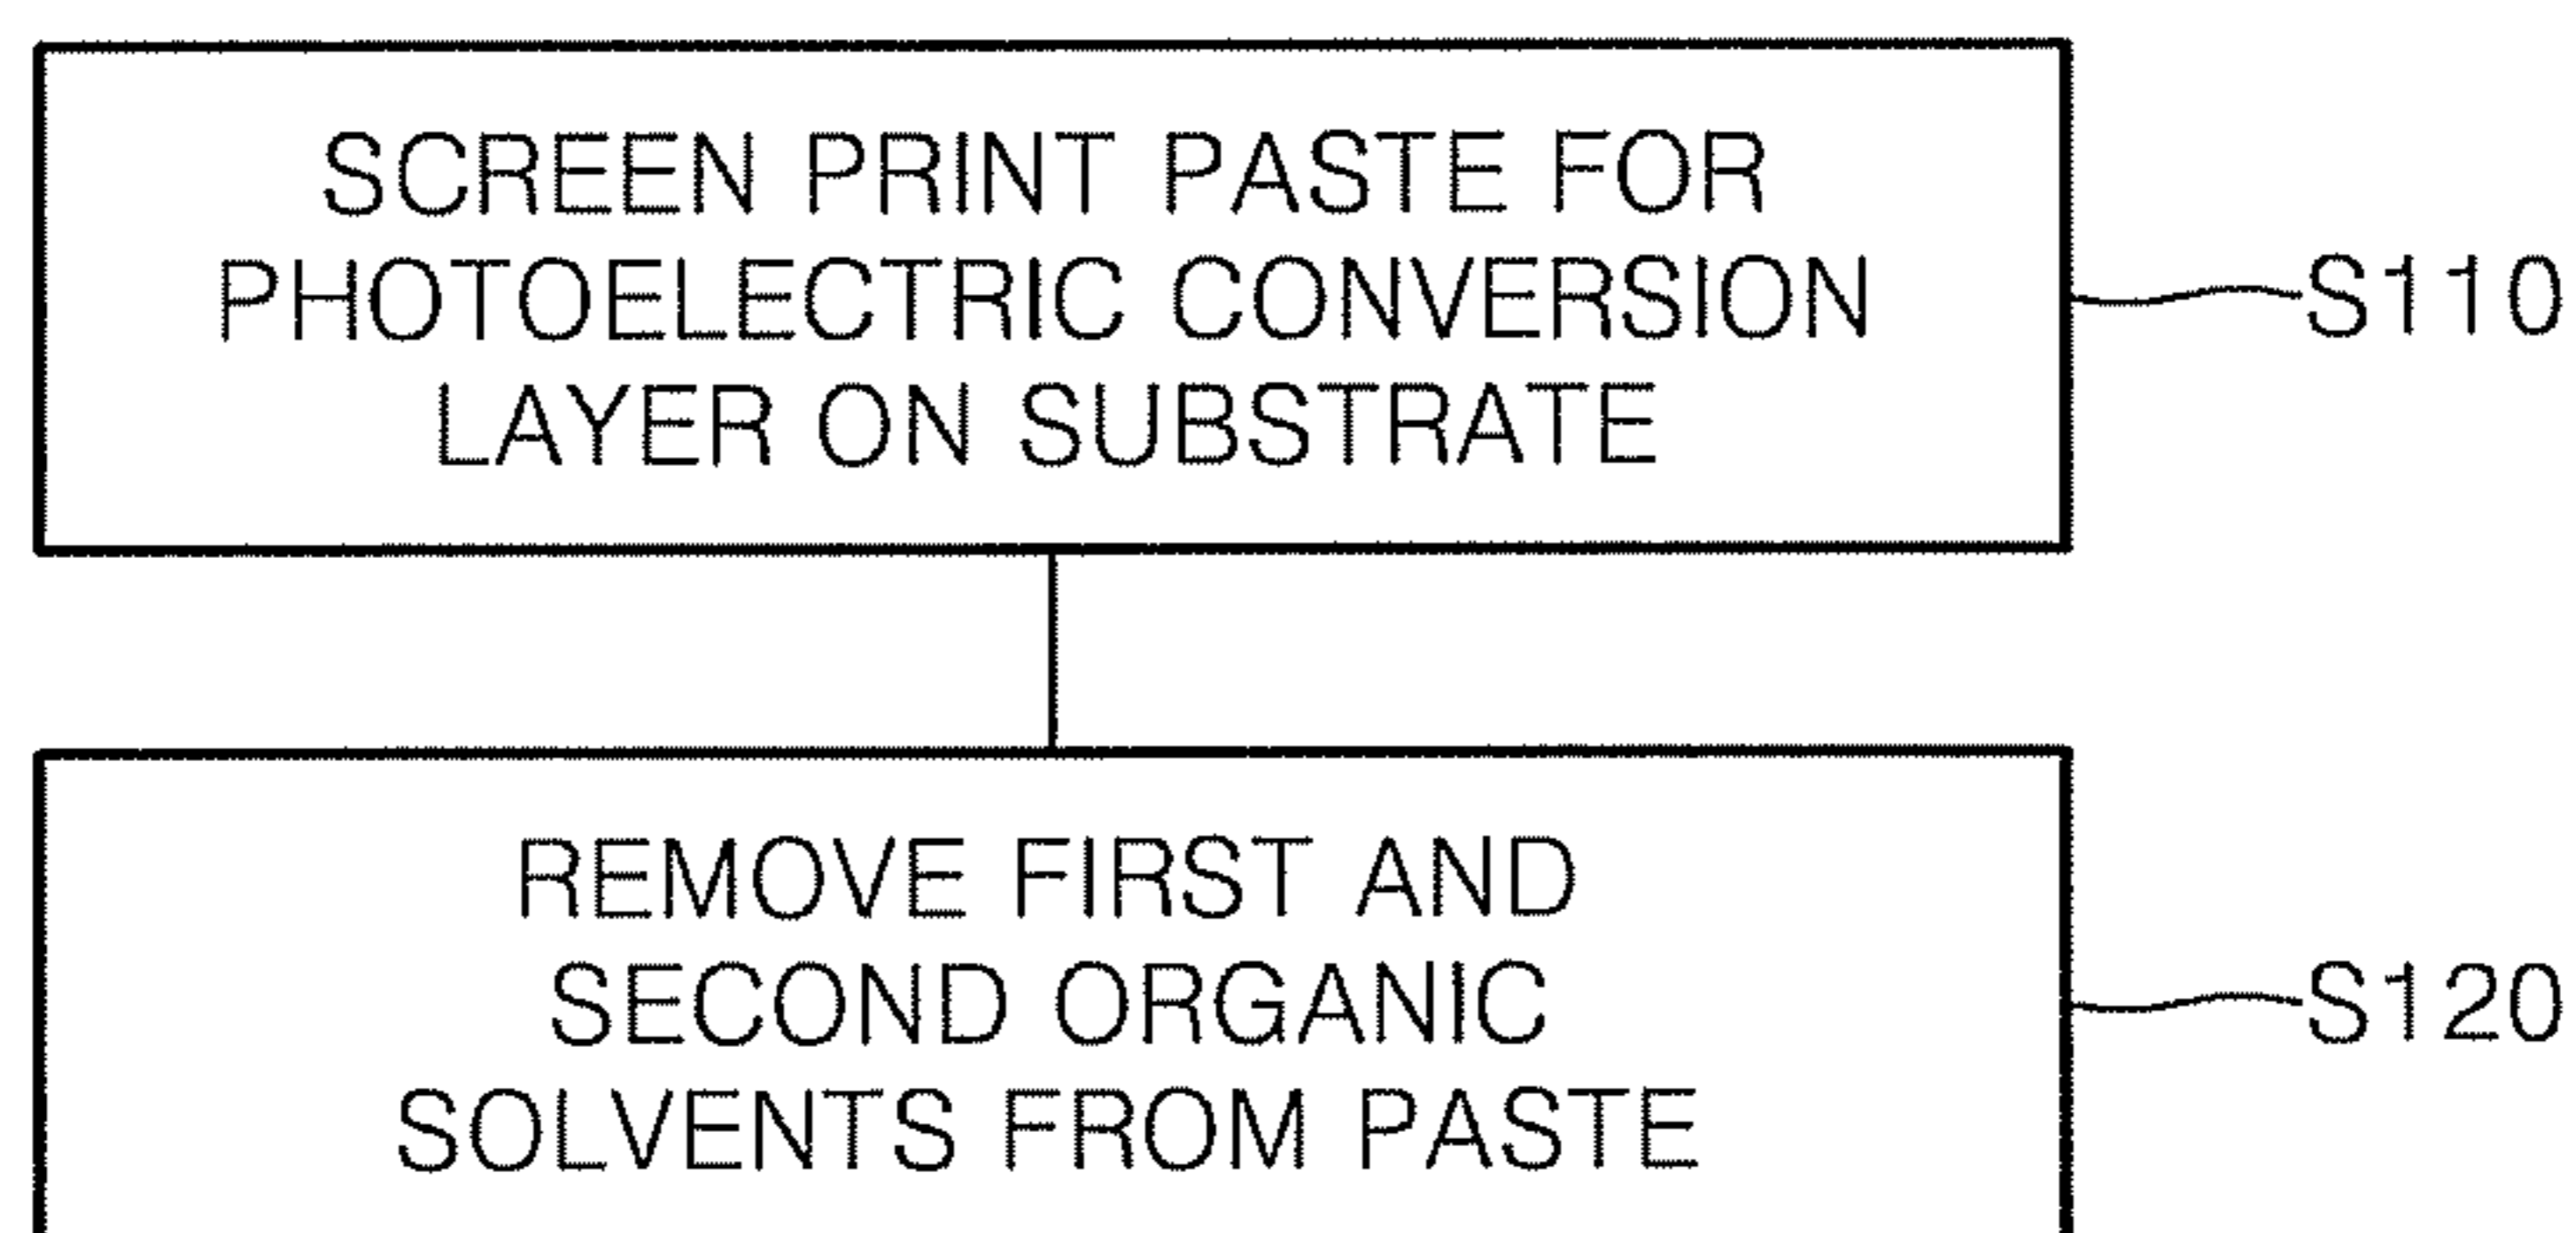 SCREEN PRINT PASTE FOR
PHOTOELECTRIC CONVERSION
LAYER ON SUBSTRATE
S110
REMOVE FIRST AND
SECOND ORGANIC
SOLVENTS FROM PASTE
S120